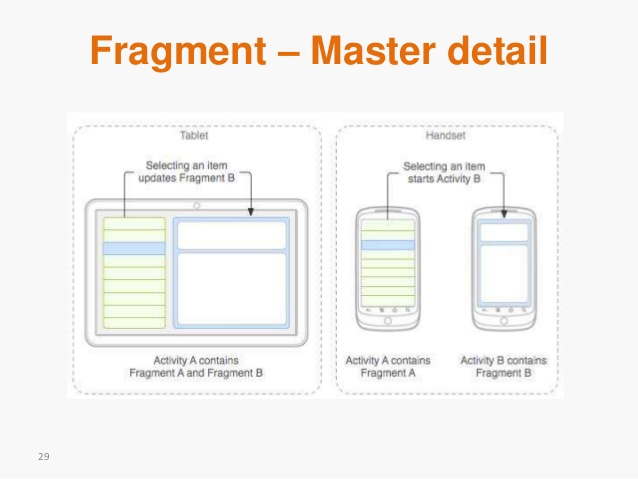 Fragment – Master detail
Tablet
Selecting an item
updates Fragment B
Activity A contains
Fragment A and Fragment B
Handset
Selecting an item
starts Activity B
Activity A contains
Fragment A
Activity B contains
Fragment B
29